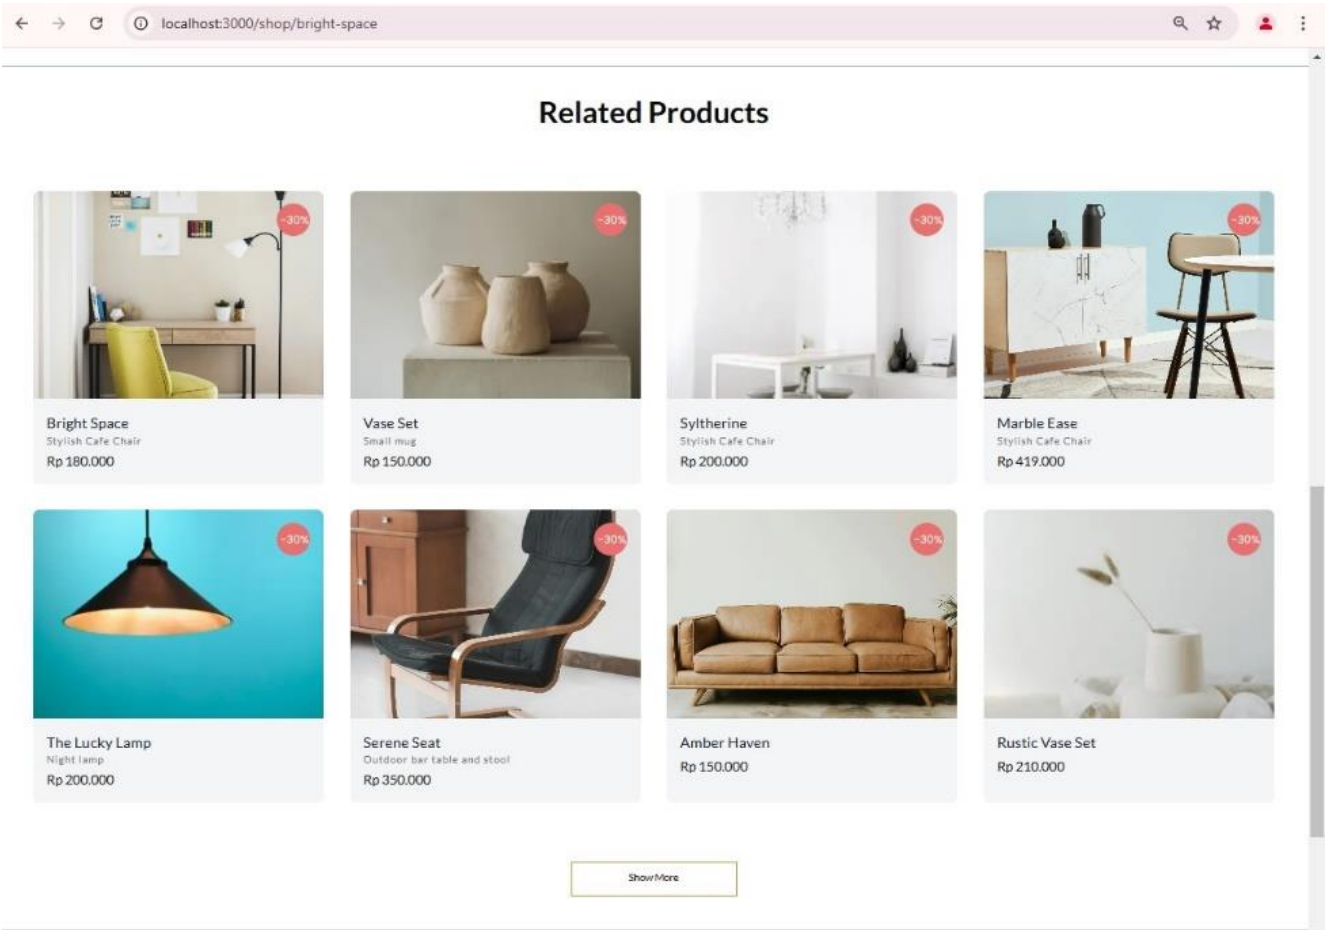 localhost:3000/shop/bright-space
Related Products
-30%
-30%
-30%
-30%
Bright Space
Stylish Cafe Chair
Rp 180.000
Vase Set
Small mug
Rp 150.000
Syltherine
Stylish Cafe Chair
Rp 200.000
Marble Ease
Stylish Cafe Chair
Rp 419.000
-30%
-30%
-30%
-30%
The Lucky Lamp
Night lamp
Rp 200.000
Serene Seat
Outdoor bar table and stool
Rp 350.000
Amber Haven
Rp 150.000
Rustic Vase Set
Rp 210.000
Show More